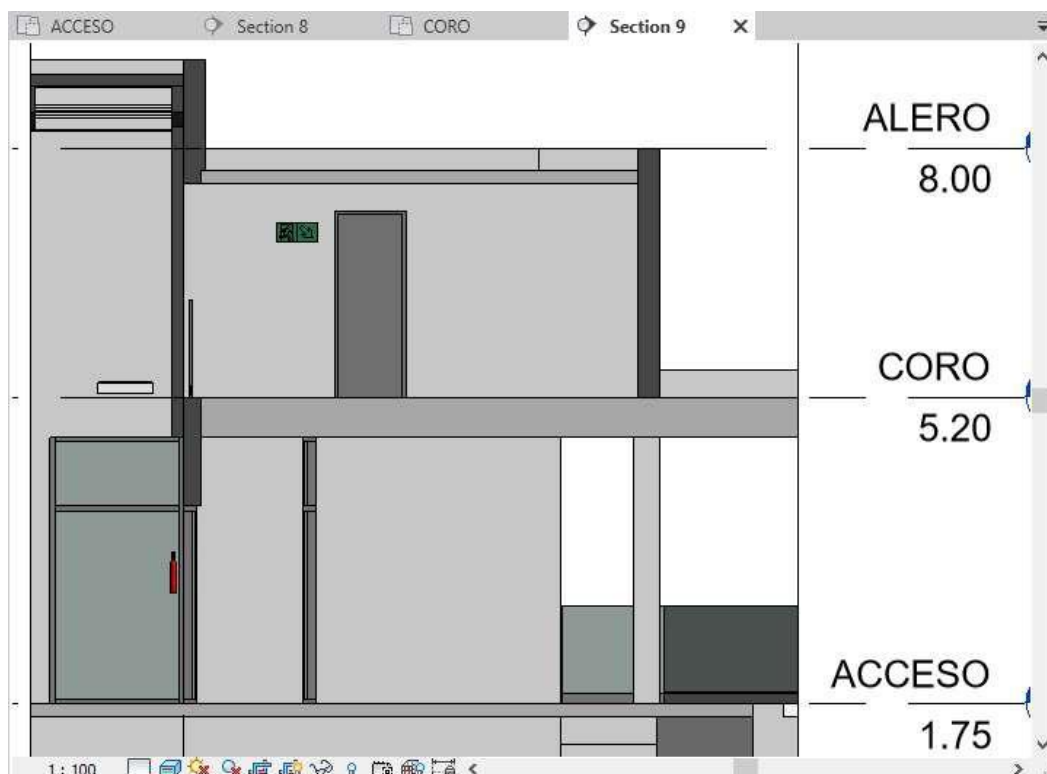 ACCESO
Section 8
CORO
Section 9
ALERO
8.00
CORO
5.20
ACCESO
1.75
1 : 100